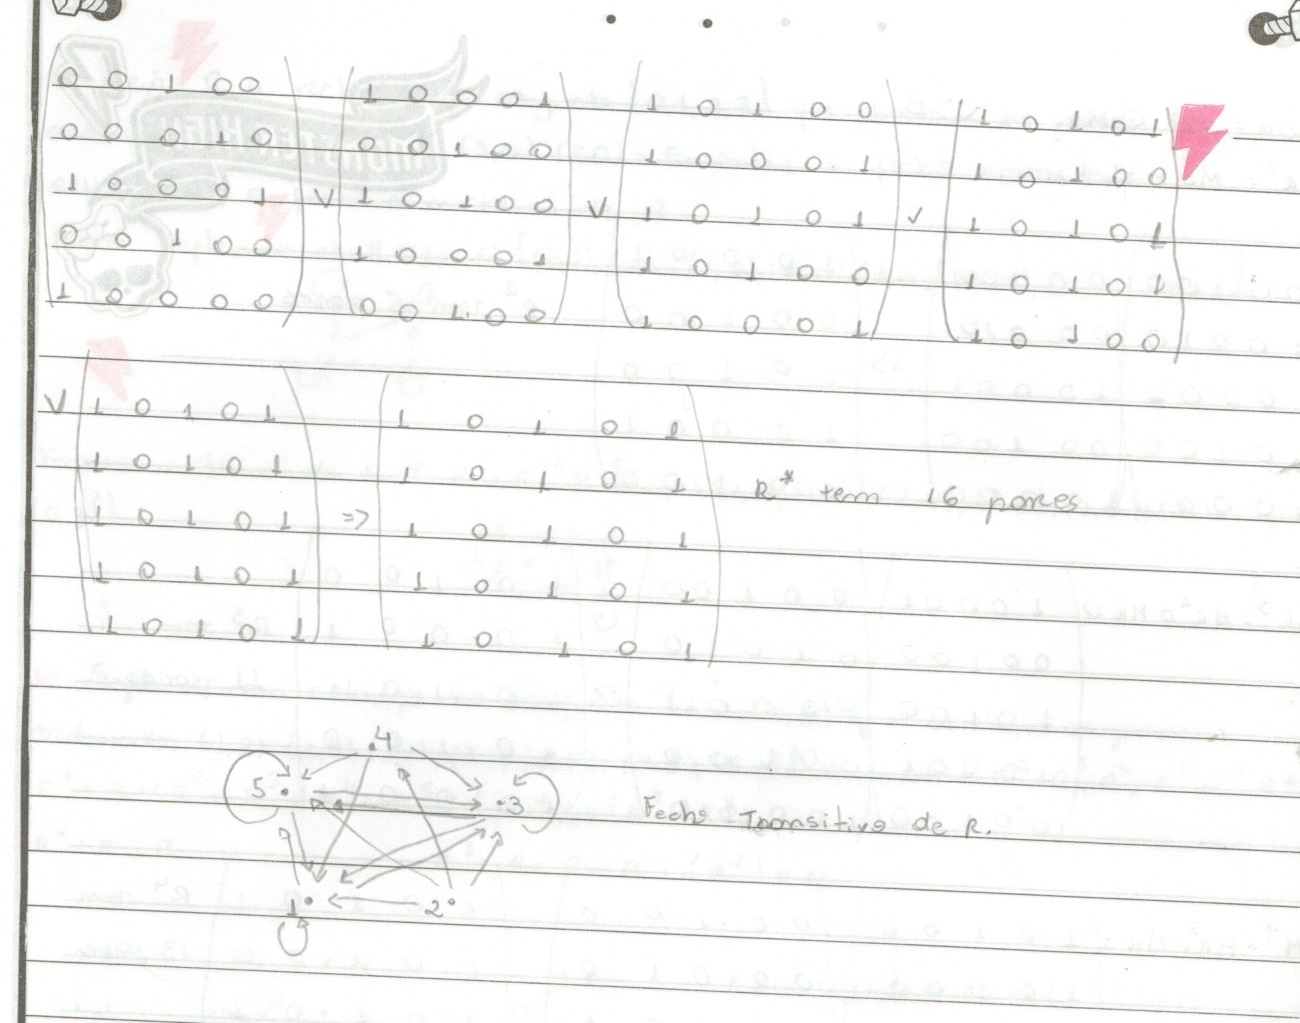 0 0 1 0 0   1 0 0 0 1   1 0 1 0 0   1 0 1 0 1
0 0 0 1 0   0 0 1 0 0   1 0 0 0 1   1 0 1 0 0
1 0 0 0 1 V 1 0 1 0 0 V 1 0 1 0 1 V 1 0 1 0 1
0 0 1 0 0   1 0 0 0 1   1 0 1 0 0   1 0 1 0 1
1 0 0 0 0   0 0 1 0 0   1 0 0 0 1   1 0 1 0 0
V 1 0 1 0 1   1 0 1 0 1
1 0 1 0 1   1 0 1 0 1   R* tem 16 pares
1 0 1 0 1 => 1 0 1 0 1
1 0 1 0 1   1 0 1 0 1
1 0 1 0 1   1 0 1 0 1
4
5 3 Fecho Transitivo de R.
1 2